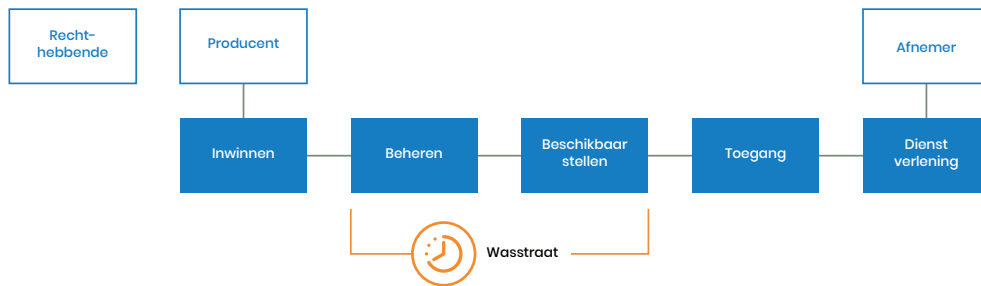 Recht-
hebbende
Producent
Afnemer
Inwinnen
Beheren
Beschikbaar
stellen
Toegang
Dienst
verlening
Wasstraat